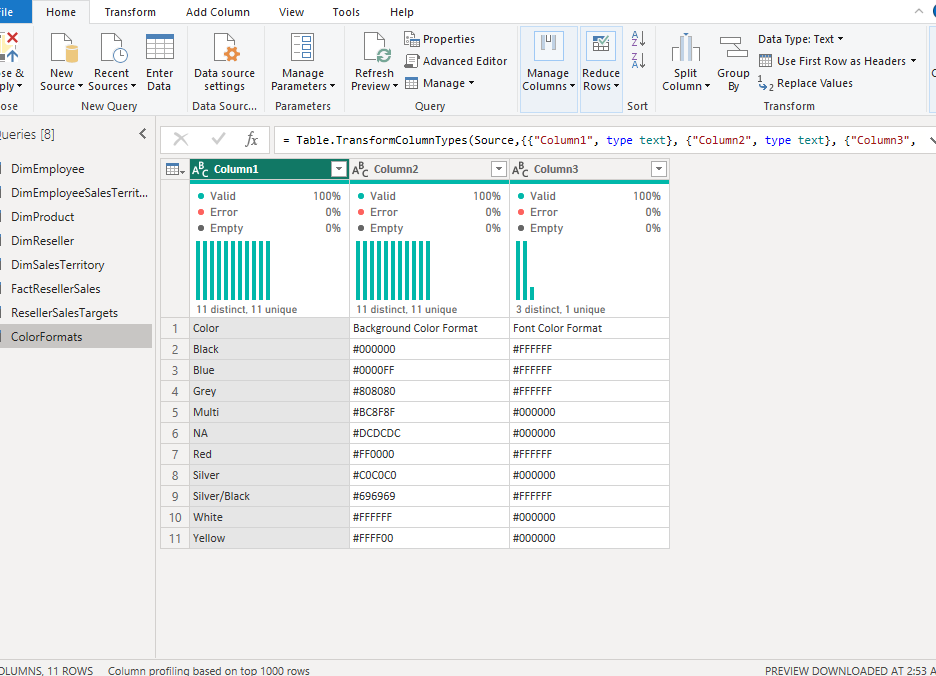 File Home Transform Add Column View Tools Help
New Source Recent Sources Enter Data Data source settings Manage Parameters Refresh Preview Properties Advanced Editor Manage Manage Columns Reduce Rows Split Column Group By Data Type: Text Use First Row as Headers Replace Values
New Query Data Sourc... Parameters Query Sort Transform
ueries [8]
fx = Table.TransformColumnTypes(Source,{{"Column1", type text}, {"Column2", type text}, {"Column3",
DimEmployee
DimEmployeeSalesTerrit...
DimProduct
DimReseller
DimSalesTerritory
FactResellerSales
ResellerSalesTargets
ColorFormats
ABC Column1 ABC Column2 ABC Column3
Valid 100% Valid 100% Valid 100%
Error 0% Error 0% Error 0%
Empty 0% Empty 0% Empty 0%
11 distinct, 11 unique 11 distinct, 11 unique 3 distinct, 1 unique
1 Color Background Color Format Font Color Format
2 Black #000000 #FFFFFF
3 Blue #0000FF #FFFFFF
4 Grey #808080 #FFFFFF
5 Multi #BC8F8F #000000
6 NA #DCDCDC #000000
7 Red #FF0000 #FFFFFF
8 Silver #C0C0C0 #000000
9 Silver/Black #696969 #FFFFFF
10 White #FFFFFF #000000
11 Yellow #FFFF00 #000000
OLUMNS, 11 ROWS Column profiling based on top 1000 rows PREVIEW DOWNLOADED AT 2:53 A